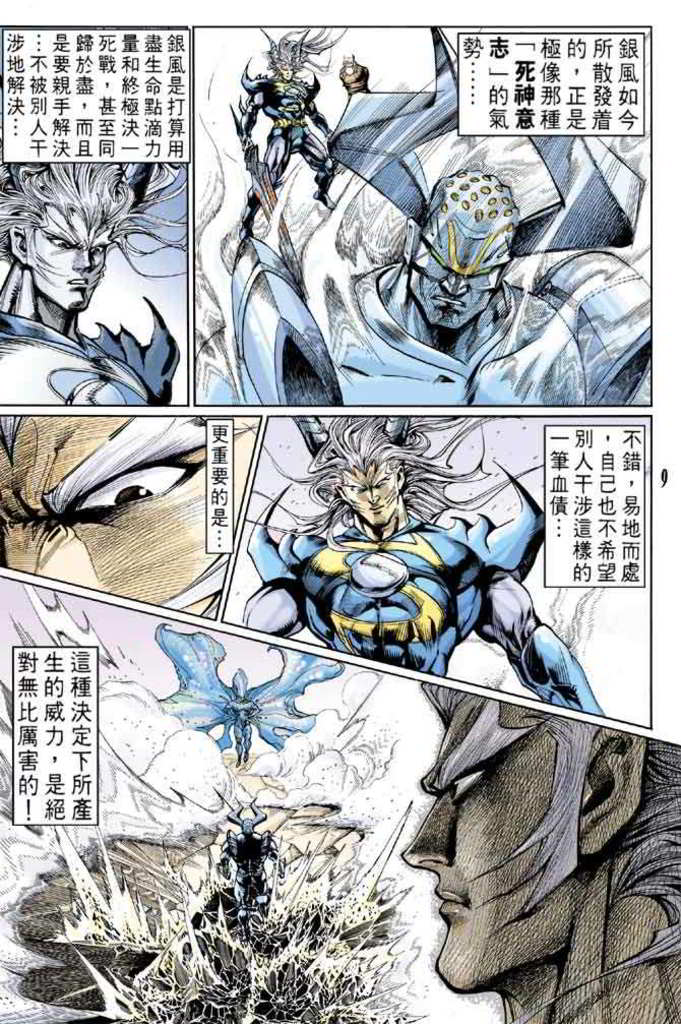 銀風如今
所散發着
的，正是
極像那種
「死神意
志」的氣
勢……
銀風是打算用
盡生命點滴力
量和終極決一
死戰，甚至同
歸於盡，而且
是要親手解決
…不被別人干
涉地解決…
不錯，易地而處
，自己也不希望
別人干涉這樣的
一筆血債…
更重要的是…
這種決定下所產
生的威力，是絕
對無比厲害的！
9